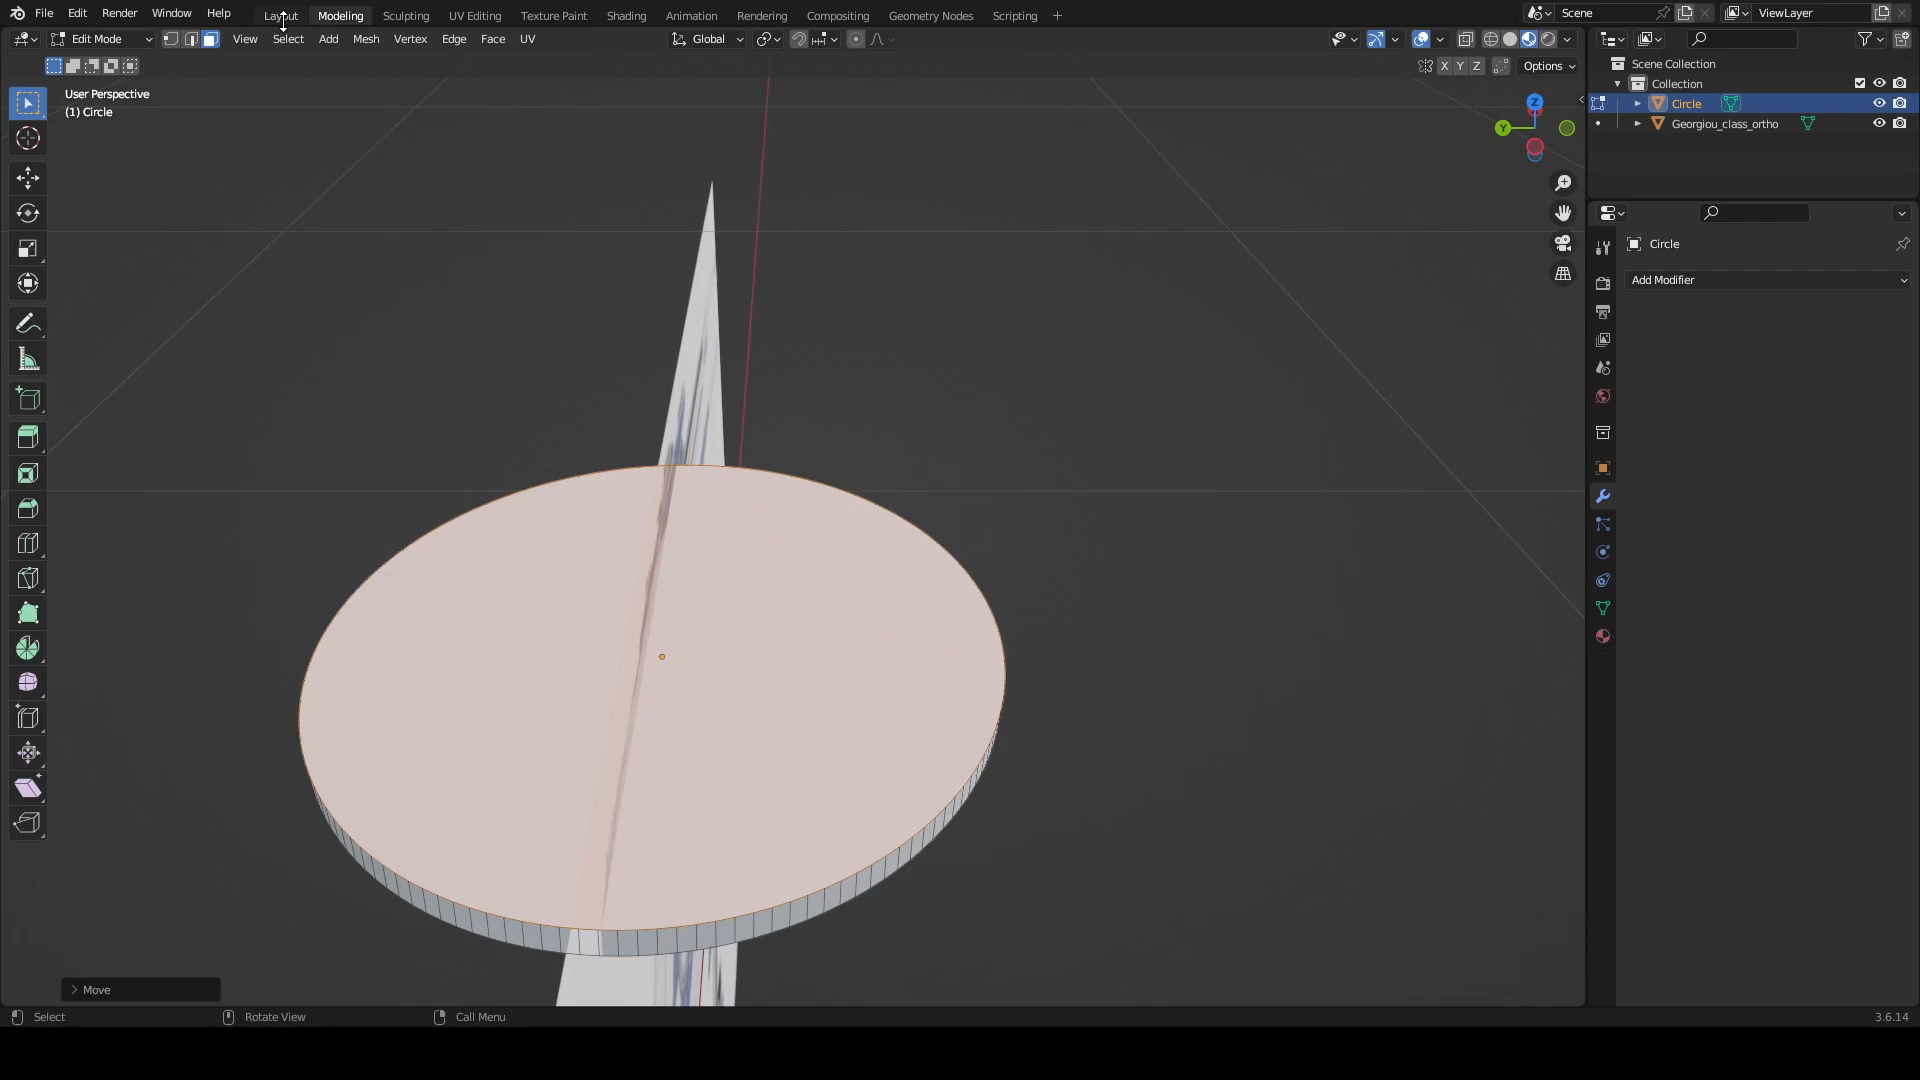 File Edit Render Window Help Layout Modeling Sculpting UV Editing Texture Paint Shading Animation Rendering Compositing Geometry Nodes Scripting + Scene ViewLayer
Edit Mode View Select Add Mesh Vertex Edge Face UV Global
X Y Z Options
User Perspective
(1) Circle
Z
Y
Scene Collection
Collection
Circle
Georgiou_class_ortho
Circle
Add Modifier
Move
Select Rotate View Call Menu 3.6.14